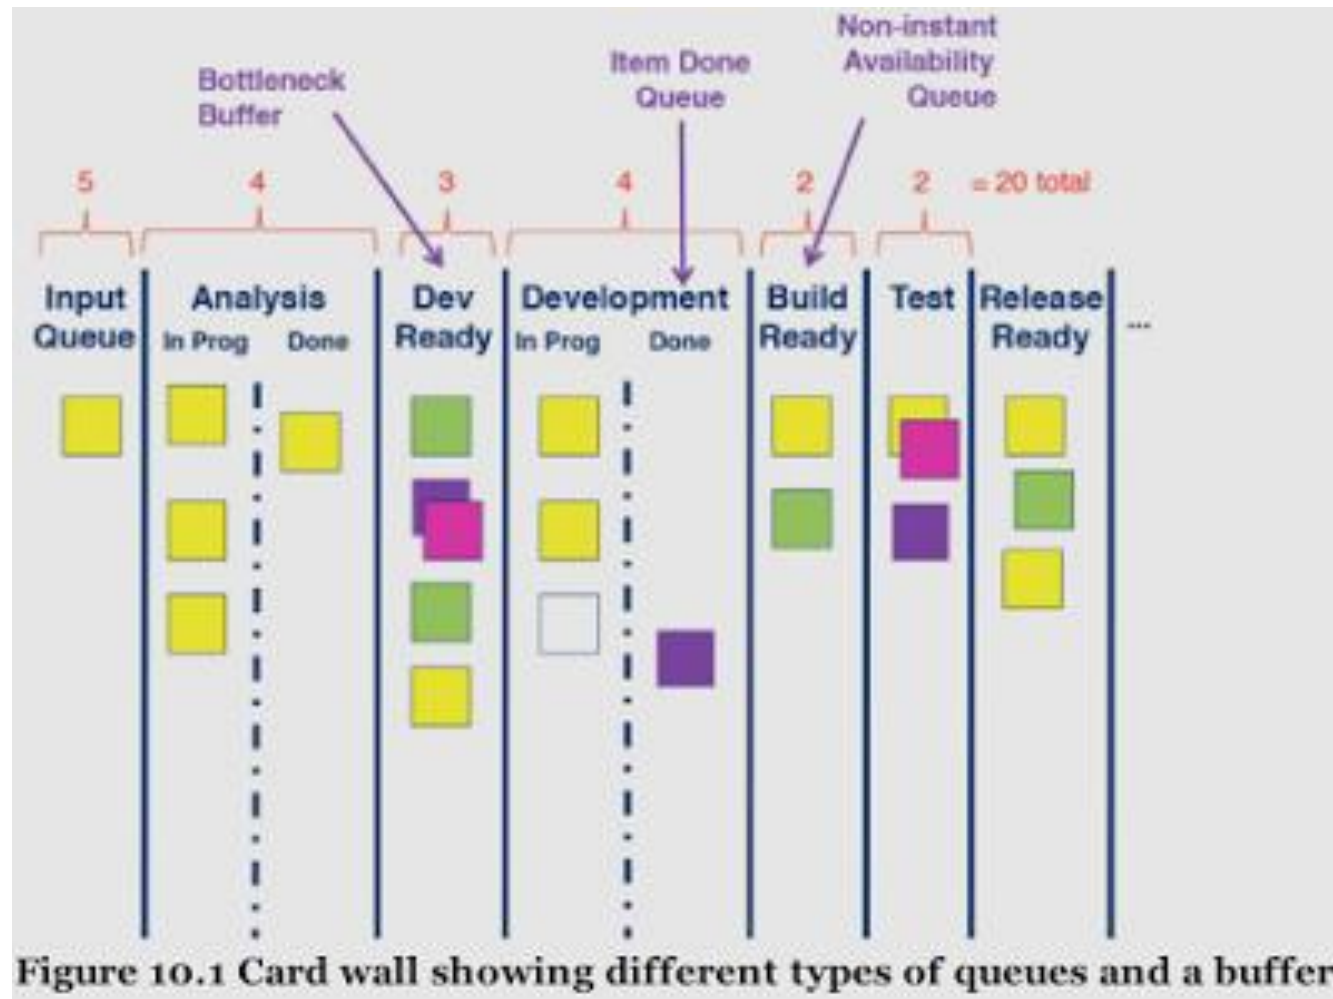 Non-instant
Availability
Queue
Item Done
Queue
Bottleneck
Buffer
5 4 3 4 2 2 = 20 total
Input Queue
Analysis
In Prog Done
Dev Ready
Development
In Prog Done
Build Ready
Test
Release Ready
...
Figure 10.1 Card wall showing different types of queues and a buffer